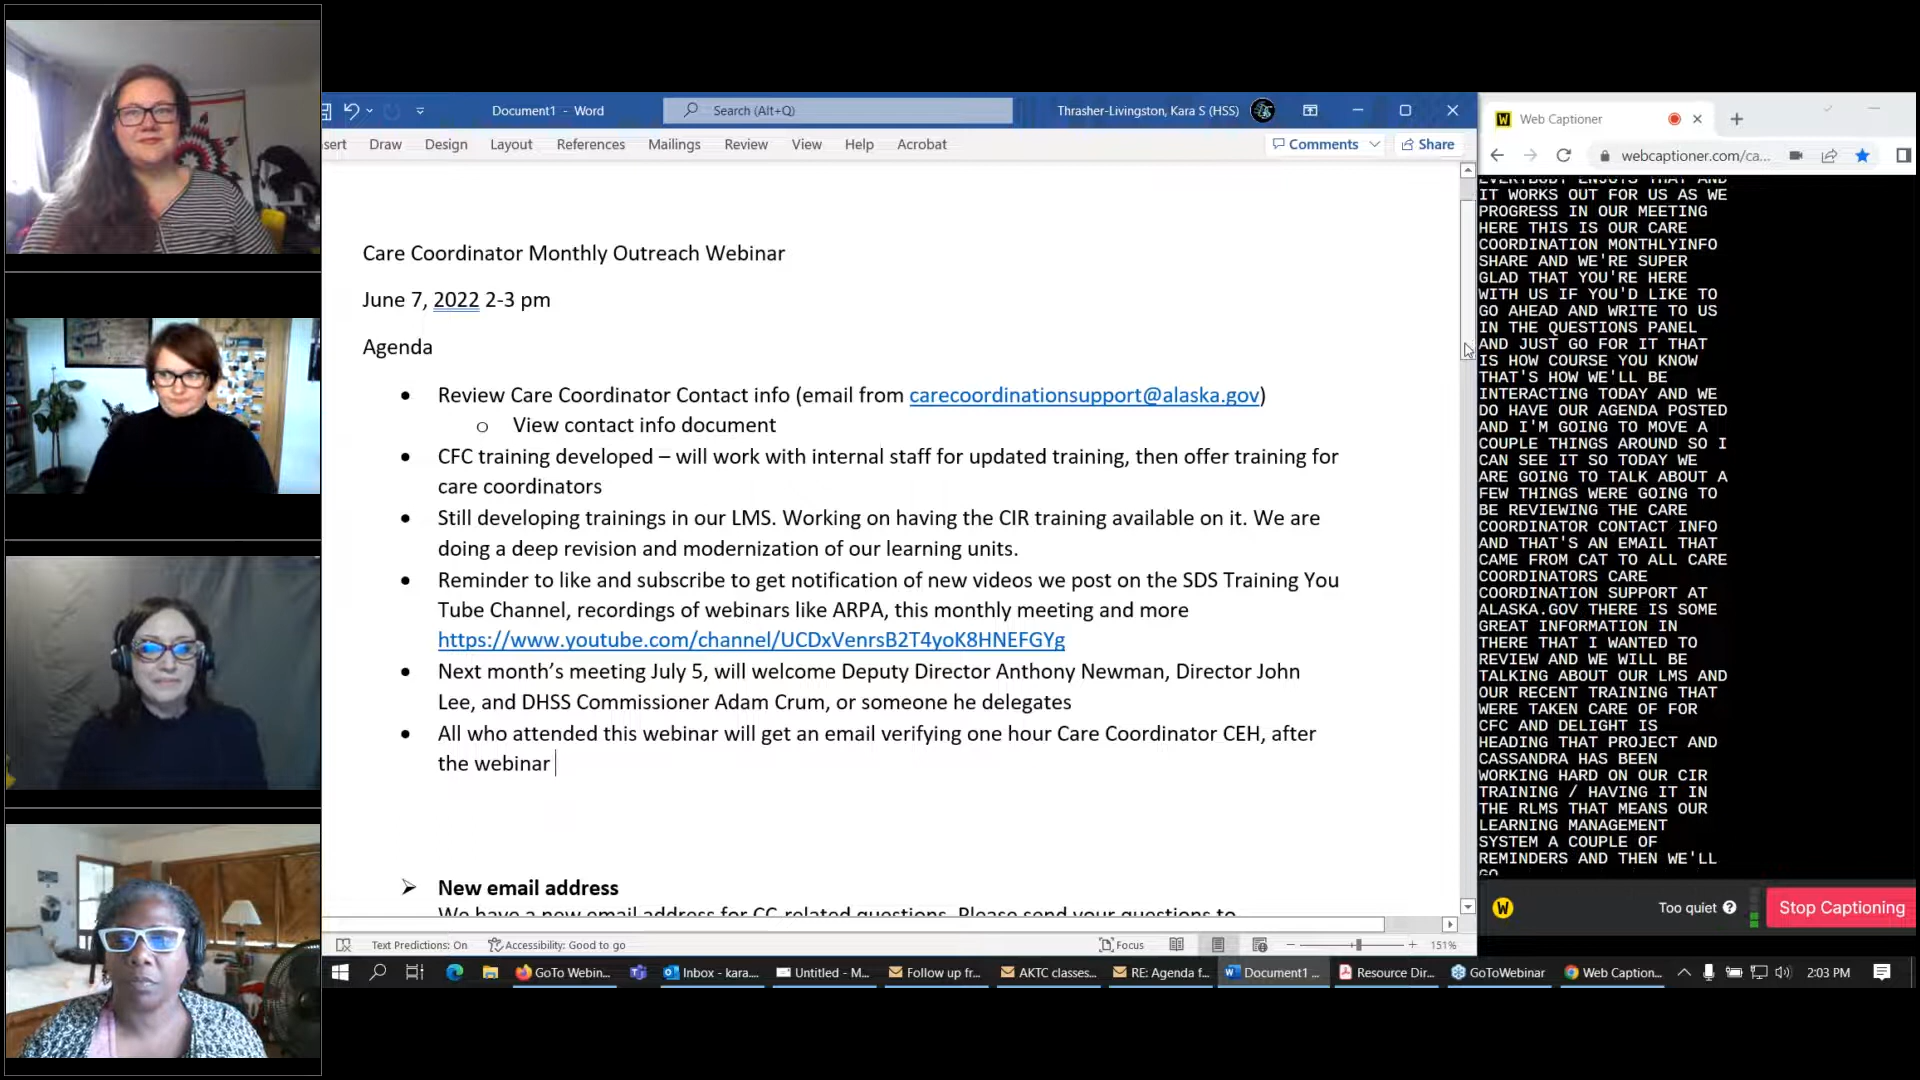 Document1 - Word
Search (Alt+Q)
Thrasher-Livingston, Kara S (HSS)
sert Draw Design Layout References Mailings Review View Help Acrobat
Comments
Share
Care Coordinator Monthly Outreach Webinar
June 7, 2022 2-3 pm
Agenda
• Review Care Coordinator Contact info (email from carecoordinationsupport@alaska.gov)
o View contact info document
• CFC training developed – will work with internal staff for updated training, then offer training for
care coordinators
• Still developing trainings in our LMS. Working on having the CIR training available on it. We are
doing a deep revision and modernization of our learning units.
• Reminder to like and subscribe to get notification of new videos we post on the SDS Training You
Tube Channel, recordings of webinars like ARPA, this monthly meeting and more
https://www.youtube.com/channel/UCDxVenrsB2T4yoK8HNEFGYg
• Next month’s meeting July 5, will welcome Deputy Director Anthony Newman, Director John
Lee, and DHSS Commissioner Adam Crum, or someone he delegates
• All who attended this webinar will get an email verifying one hour Care Coordinator CEH, after
the webinar
➢ New email address
We have a new email address for CC related questions. Please send your questions to
Text Predictions: On
Accessibility: Good to go
Focus
151%
W Web Captioner
webcaptioner.com/ca...
EVERYBODY ENJOYS THAT AND
IT WORKS OUT FOR US AS WE
PROGRESS IN OUR MEETING
HERE THIS IS OUR CARE
COORDINATION MONTHLYINFO
SHARE AND WE'RE SUPER
GLAD THAT YOU'RE HERE
WITH US IF YOU'D LIKE TO
GO AHEAD AND WRITE TO US
IN THE QUESTIONS PANEL
AND JUST GO FOR IT THAT
IS HOW COURSE YOU KNOW
THAT'S HOW WE'LL BE
INTERACTING TODAY AND WE
DO HAVE OUR AGENDA POSTED
AND I'M GOING TO MOVE A
COUPLE THINGS AROUND SO I
CAN SEE IT SO TODAY WE
ARE GOING TO TALK ABOUT A
FEW THINGS WERE GOING TO
BE REVIEWING THE CARE
COORDINATOR CONTACT INFO
AND THAT'S AN EMAIL THAT
CAME FROM CAT TO ALL CARE
COORDINATORS CARE
COORDINATION SUPPORT AT
ALASKA.GOV THERE IS SOME
GREAT INFORMATION IN
THERE THAT I WANTED TO
REVIEW AND WE WILL BE
TALKING ABOUT OUR LMS AND
OUR RECENT TRAINING THAT
WERE TAKEN CARE OF FOR
CFC AND DELIGHT IS
HEADING THAT PROJECT AND
CASSANDRA HAS BEEN
WORKING HARD ON OUR CIR
TRAINING / HAVING IT IN
THE RLMS THAT MEANS OUR
LEARNING MANAGEMENT
SYSTEM A COUPLE OF
REMINDERS AND THEN WE'LL
GO
W Too quiet
Stop Captioning
GoTo Webin... Inbox - kara.... Untitled - M... Follow up fr... AKTC classes... RE: Agenda f... Document1 ... Resource Dir... GoToWebinar Web Caption... 2:03 PM